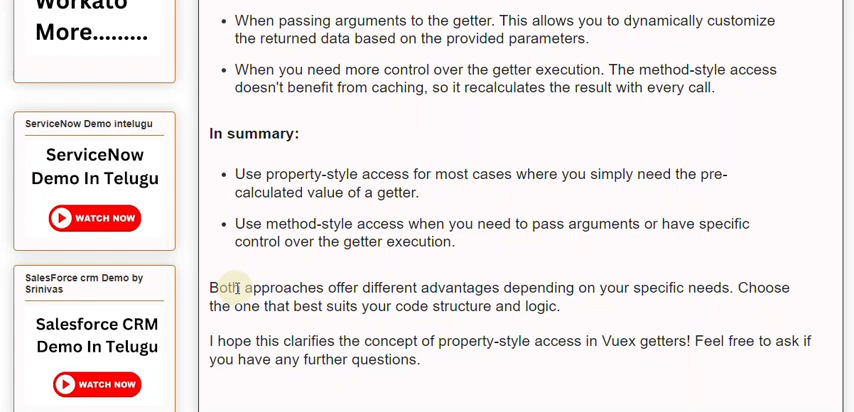 Workato
More.........
ServiceNow Demo intelugu
ServiceNow
Demo In Telugu
WATCH NOW
SalesForce crm Demo by
Srinivas
Salesforce CRM
Demo In Telugu
WATCH NOW
• When passing arguments to the getter. This allows you to dynamically customize
the returned data based on the provided parameters.
• When you need more control over the getter execution. The method-style access
doesn't benefit from caching, so it recalculates the result with every call.
In summary:
• Use property-style access for most cases where you simply need the pre-
calculated value of a getter.
• Use method-style access when you need to pass arguments or have specific
control over the getter execution.
Both approaches offer different advantages depending on your specific needs. Choose
the one that best suits your code structure and logic.
I hope this clarifies the concept of property-style access in Vuex getters! Feel free to ask if
you have any further questions.